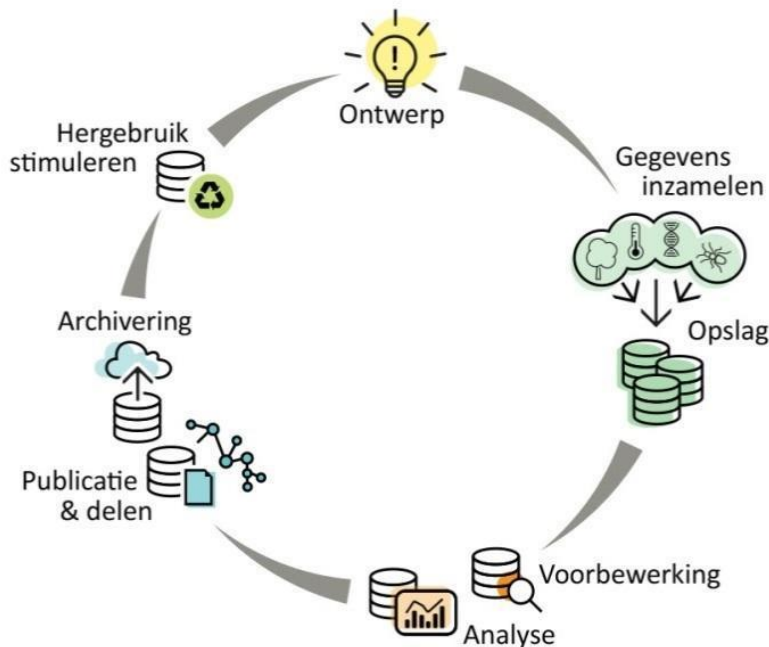 Ontwerp
Gegevens
inzamelen
Opslag
Voorbewerking
Analyse
Publicatie
& delen
Archivering
Hergebruik
stimuleren